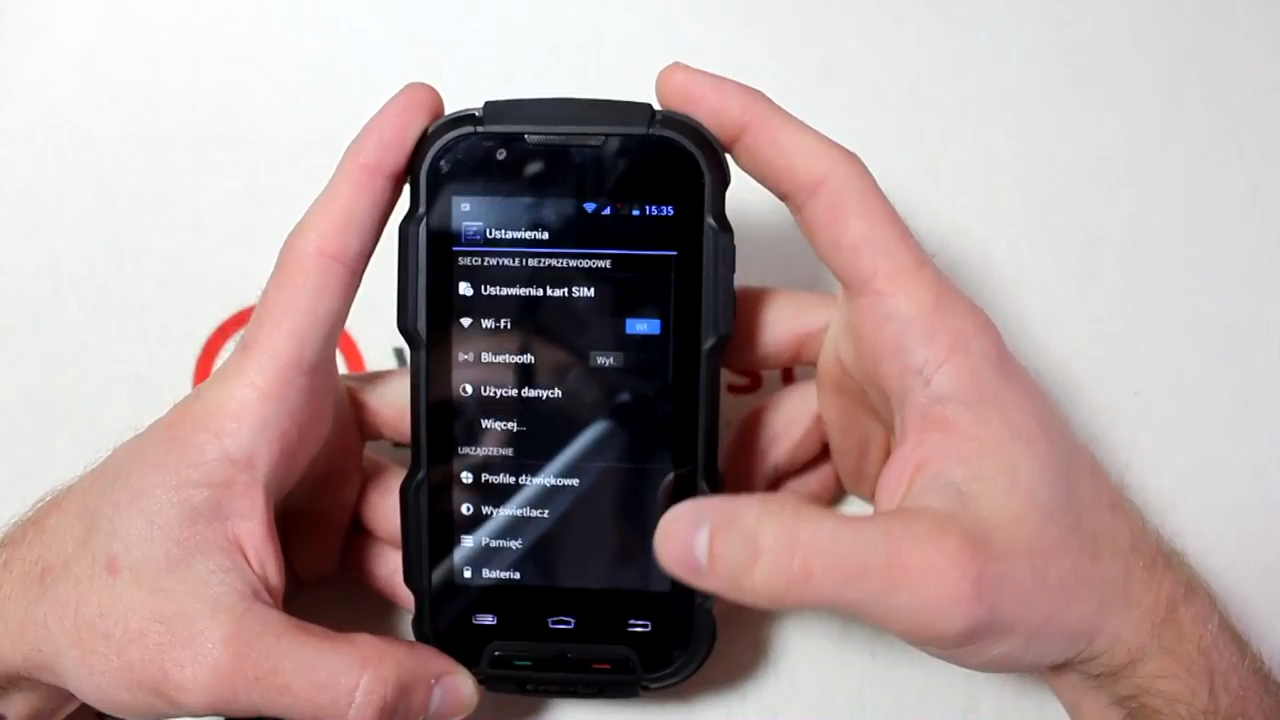 15:35
Ustawienia
SIECI ZWYKŁE I BEZPRZEWODOWE
Ustawienia kart SIM
Wi-Fi
Wł.
Bluetooth
Wył.
Użycie danych
Więcej...
URZĄDZENIE
Profile dźwiękowe
Wyświetlacz
Pamięć
Bateria
ST